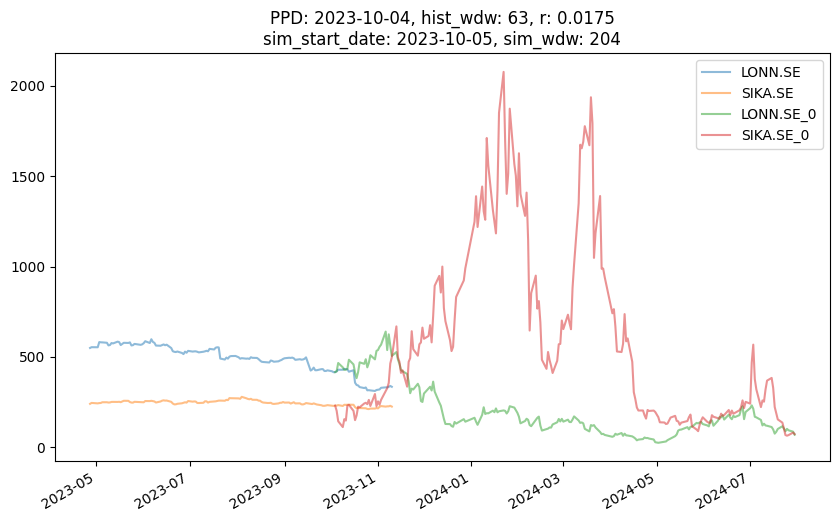 PPD: 2023-10-04, hist_wdw: 63, r: 0.0175
sim_start_date: 2023-10-05, sim_wdw: 204
LONN.SE
SIKA.SE
LONN.SE_0
SIKA.SE_0
2000
1500
1000
500
0
2023-05
2023-07
2023-09
2023-11
2024-01
2024-03
2024-05
2024-07